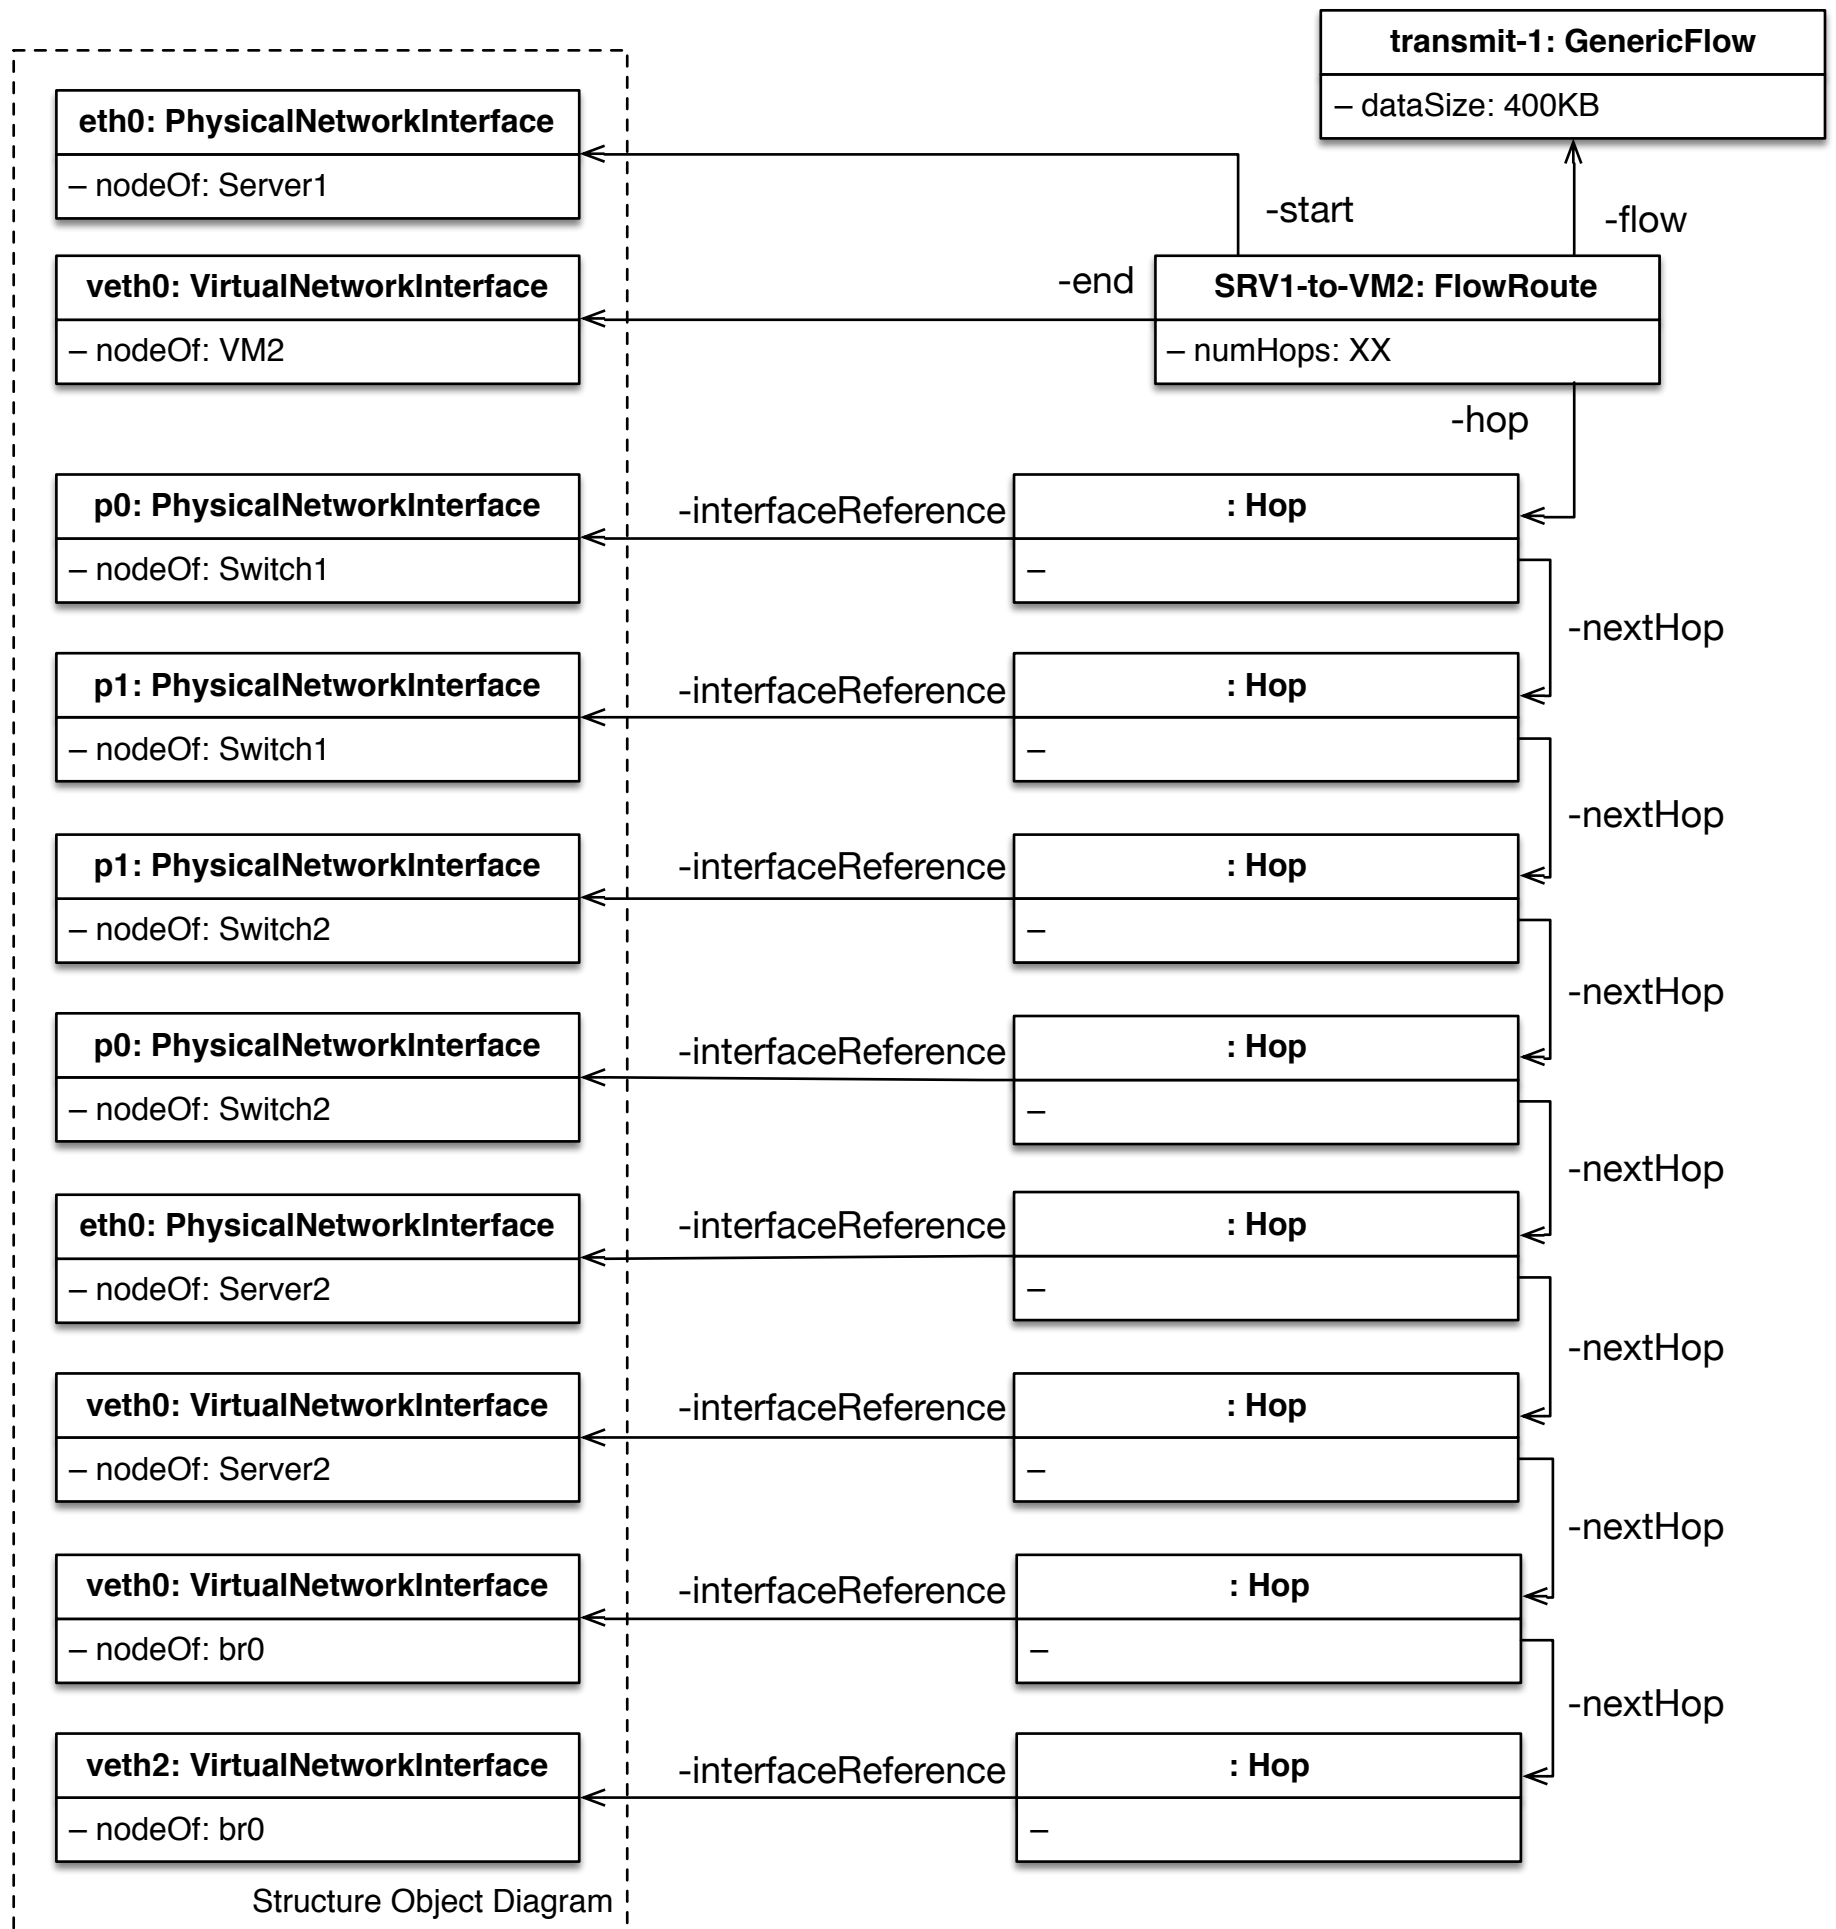 transmit-1: GenericFlow
– dataSize: 400KB
eth0: PhysicalNetworkInterface
– nodeOf: Server1
-start
-flow
veth0: VirtualNetworkInterface
– nodeOf: VM2
-end
SRV1-to-VM2: FlowRoute
– numHops: XX
-hop
p0: PhysicalNetworkInterface
– nodeOf: Switch1
-interfaceReference
: Hop
–
-nextHop
p1: PhysicalNetworkInterface
– nodeOf: Switch1
-interfaceReference
: Hop
–
-nextHop
p1: PhysicalNetworkInterface
– nodeOf: Switch2
-interfaceReference
: Hop
–
-nextHop
p0: PhysicalNetworkInterface
– nodeOf: Switch2
-interfaceReference
: Hop
–
-nextHop
eth0: PhysicalNetworkInterface
– nodeOf: Server2
-interfaceReference
: Hop
–
-nextHop
veth0: VirtualNetworkInterface
– nodeOf: Server2
-interfaceReference
: Hop
–
-nextHop
veth0: VirtualNetworkInterface
– nodeOf: br0
-interfaceReference
: Hop
–
-nextHop
veth2: VirtualNetworkInterface
– nodeOf: br0
-interfaceReference
: Hop
–
Structure Object Diagram